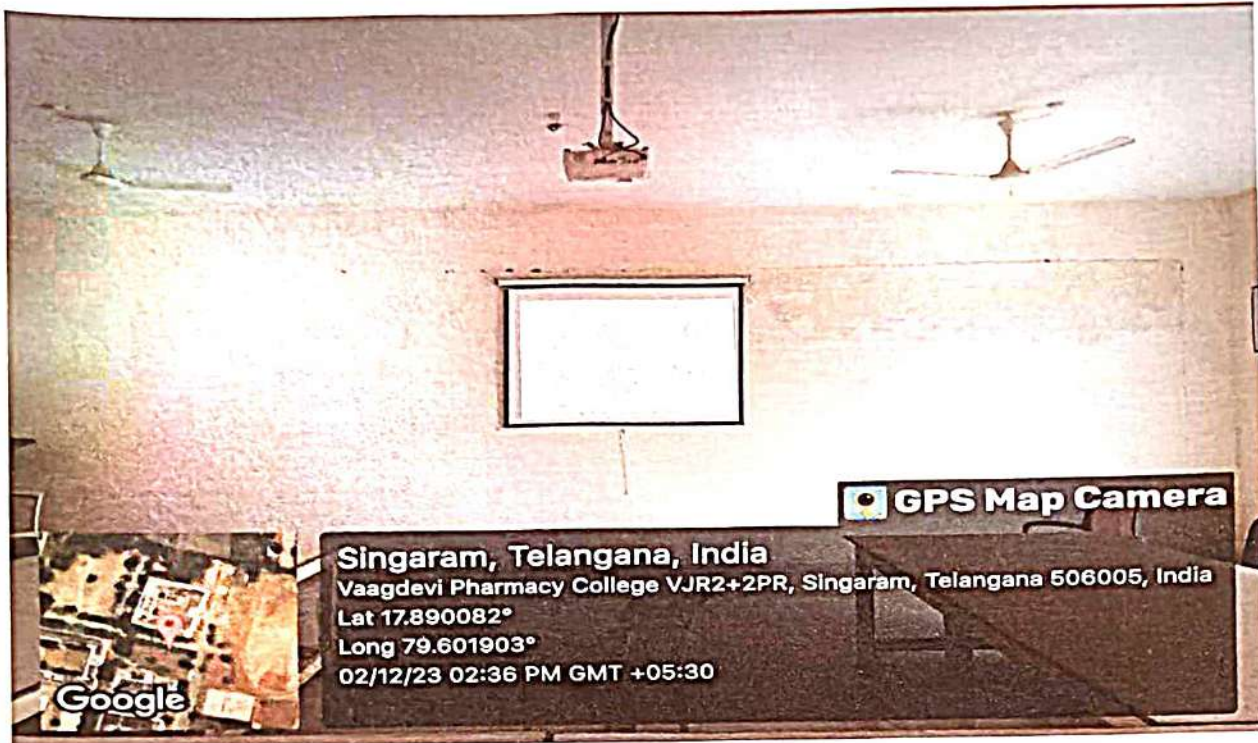 GPS Map Camera
Singaram, Telangana, India
Vaagdevi Pharmacy College VJR2+2PR, Singaram, Telangana 506005, India
Lat 17.890082°
Long 79.601903°
02/12/23 02:36 PM GMT +05:30
Google